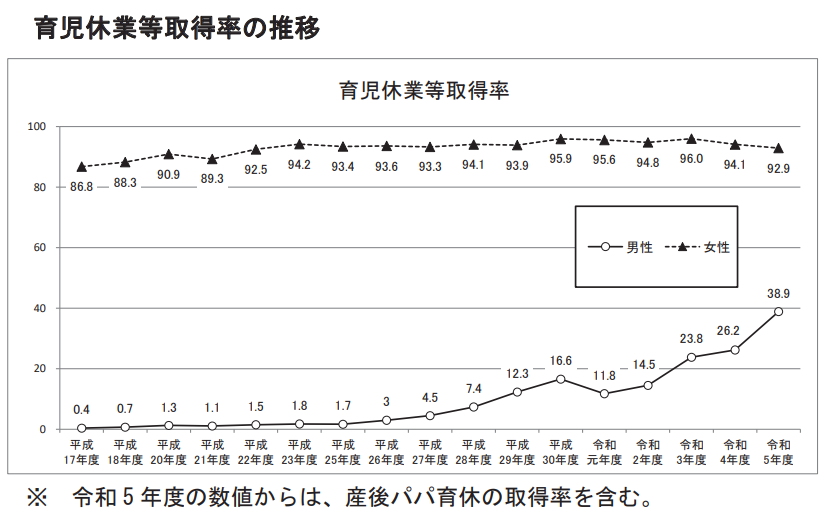 育児休業等取得率の推移
育児休業等取得率
100
80
60
40
20
0
86.8 88.3 90.9 89.3 92.5 94.2 93.4 93.6 93.3 94.1 93.9 95.9 95.6 94.8 96.0 94.1 92.9
男性 女性
0.4 0.7 1.3 1.1 1.5 1.8 1.7 3 4.5 7.4 12.3 16.6 11.8 14.5 23.8 26.2 38.9
平成 平成 平成 平成 平成 平成 平成 平成 平成 平成 平成 平成 令和 令和 令和 令和 令和
17年度 18年度 20年度 21年度 22年度 23年度 25年度 26年度 27年度 28年度 29年度 30年度 元年度 2年度 3年度 4年度 5年度
※ 令和5年度の数値からは、産後パパ育休の取得率を含む。